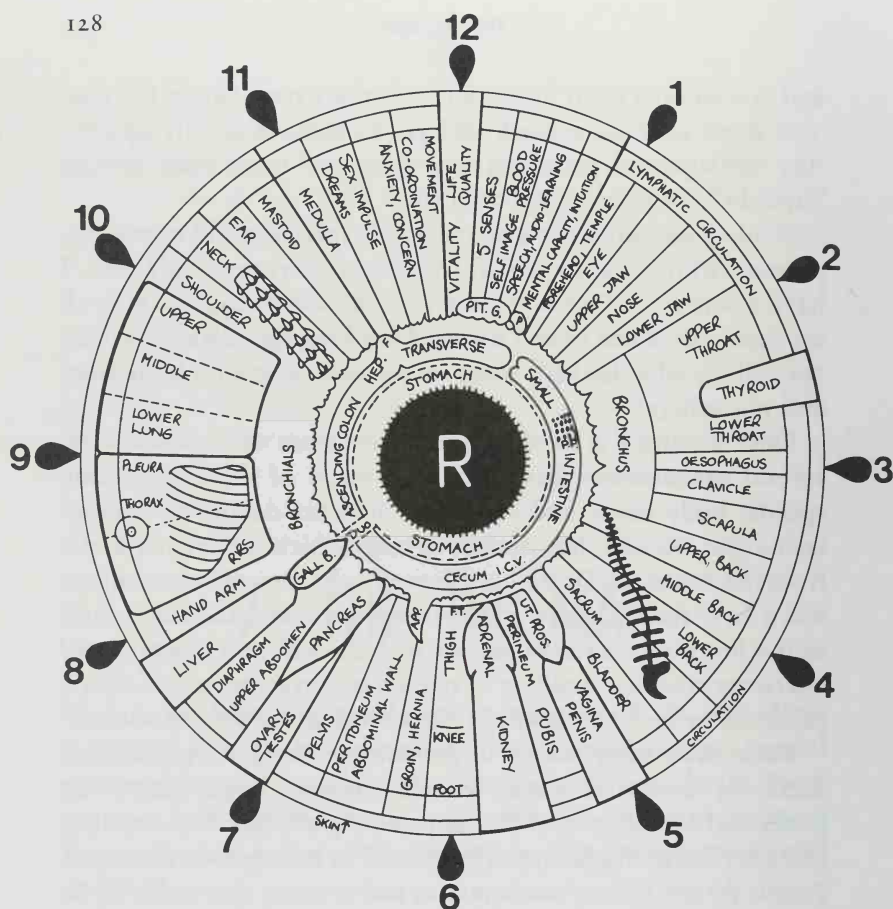 128
12
1
2
3
4
5
6
7
8
9
10
11
VITALITY LIFE
QUALITY
5 SENSES
SELF IMAGE BLOOD
PRESSURE
SPEECH, AUDIO-LEARNING
MENTAL CAPACITY, INTUITION
FOREHEAD, TEMPLE
EYE
UPPER JAW
NOSE
LOWER JAW
LYMPHATIC CIRCULATION
UPPER
THROAT
THYROID
LOWER
THROAT
OESOPHAGUS
CLAVICLE
SCAPULA
UPPER BACK
MIDDLE BACK
LOWER
BACK
CIRCULATION
SACRUM
BLADDER
VAGINA
PENIS
UT. PROS.
PERINEUM
PUBIS
ADRENAL
KIDNEY
F.T.
THIGH
KNEE
FOOT
APP.
GROIN, HERNIA
PERITONEUM
ABDOMINAL WALL
PELVIS
SKIN↑
OVARY
TESTES
PANCREAS
UPPER ABDOMEN
DIAPHRAGM
GALL B.
LIVER
HAND ARM
RIBS
THORAX
PLEURA
LOWER
LUNG
MIDDLE
UPPER
SHOULDER
NECK
EAR
MASTOID
MEDULLA
DREAMS
SEX IMPULSE
ANXIETY, CONCERN
CO-ORDINATION
MOVEMENT
PIT. G.
P
BRONCHUS
BRONCHIALS
HEP. F.
TRANSVERSE
ASCENDING COLON
DUO.
CECUM I.C.V.
SMALL INTESTINE
STOMACH
STOMACH
R